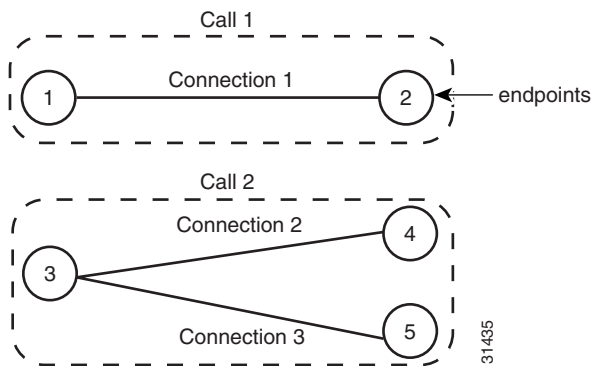 Call 1
Connection 1
1
2
endpoints
Call 2
Connection 2
4
3
Connection 3
5
31435